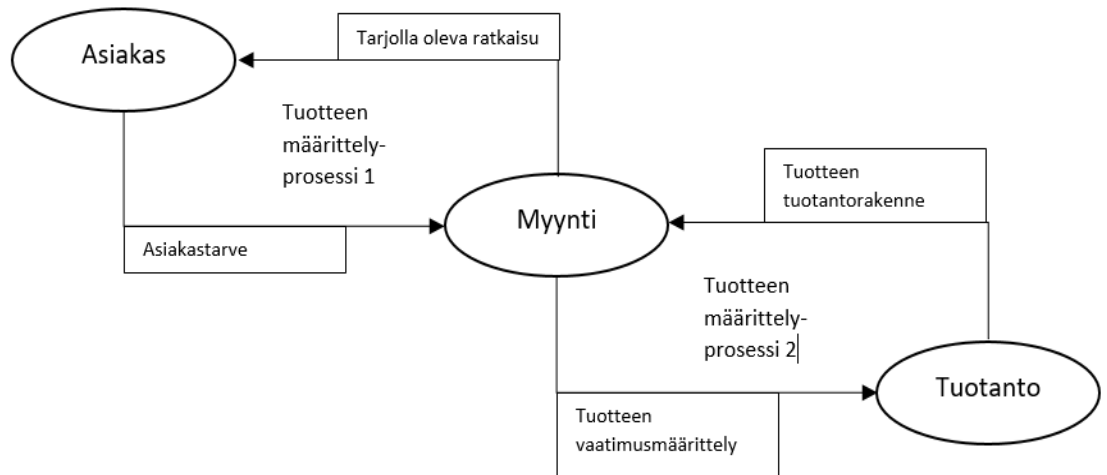 Asiakas
Tarjolla oleva ratkaisu
Tuotteen
määrittely-
prosessi 1
Asiakastarve
Myynti
Tuotteen
tuotantorakenne
Tuotteen
määrittely-
prosessi 2
Tuotanto
Tuotteen
vaatimusmäärittely